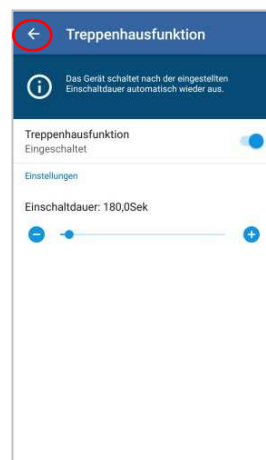 Treppenhausfunktion
Das Gerät schaltet nach der eingestellten
Einschaltdauer automatisch wieder aus.
Treppenhausfunktion
Eingeschaltet
Einstellungen
Einschaltdauer: 180,0Sek